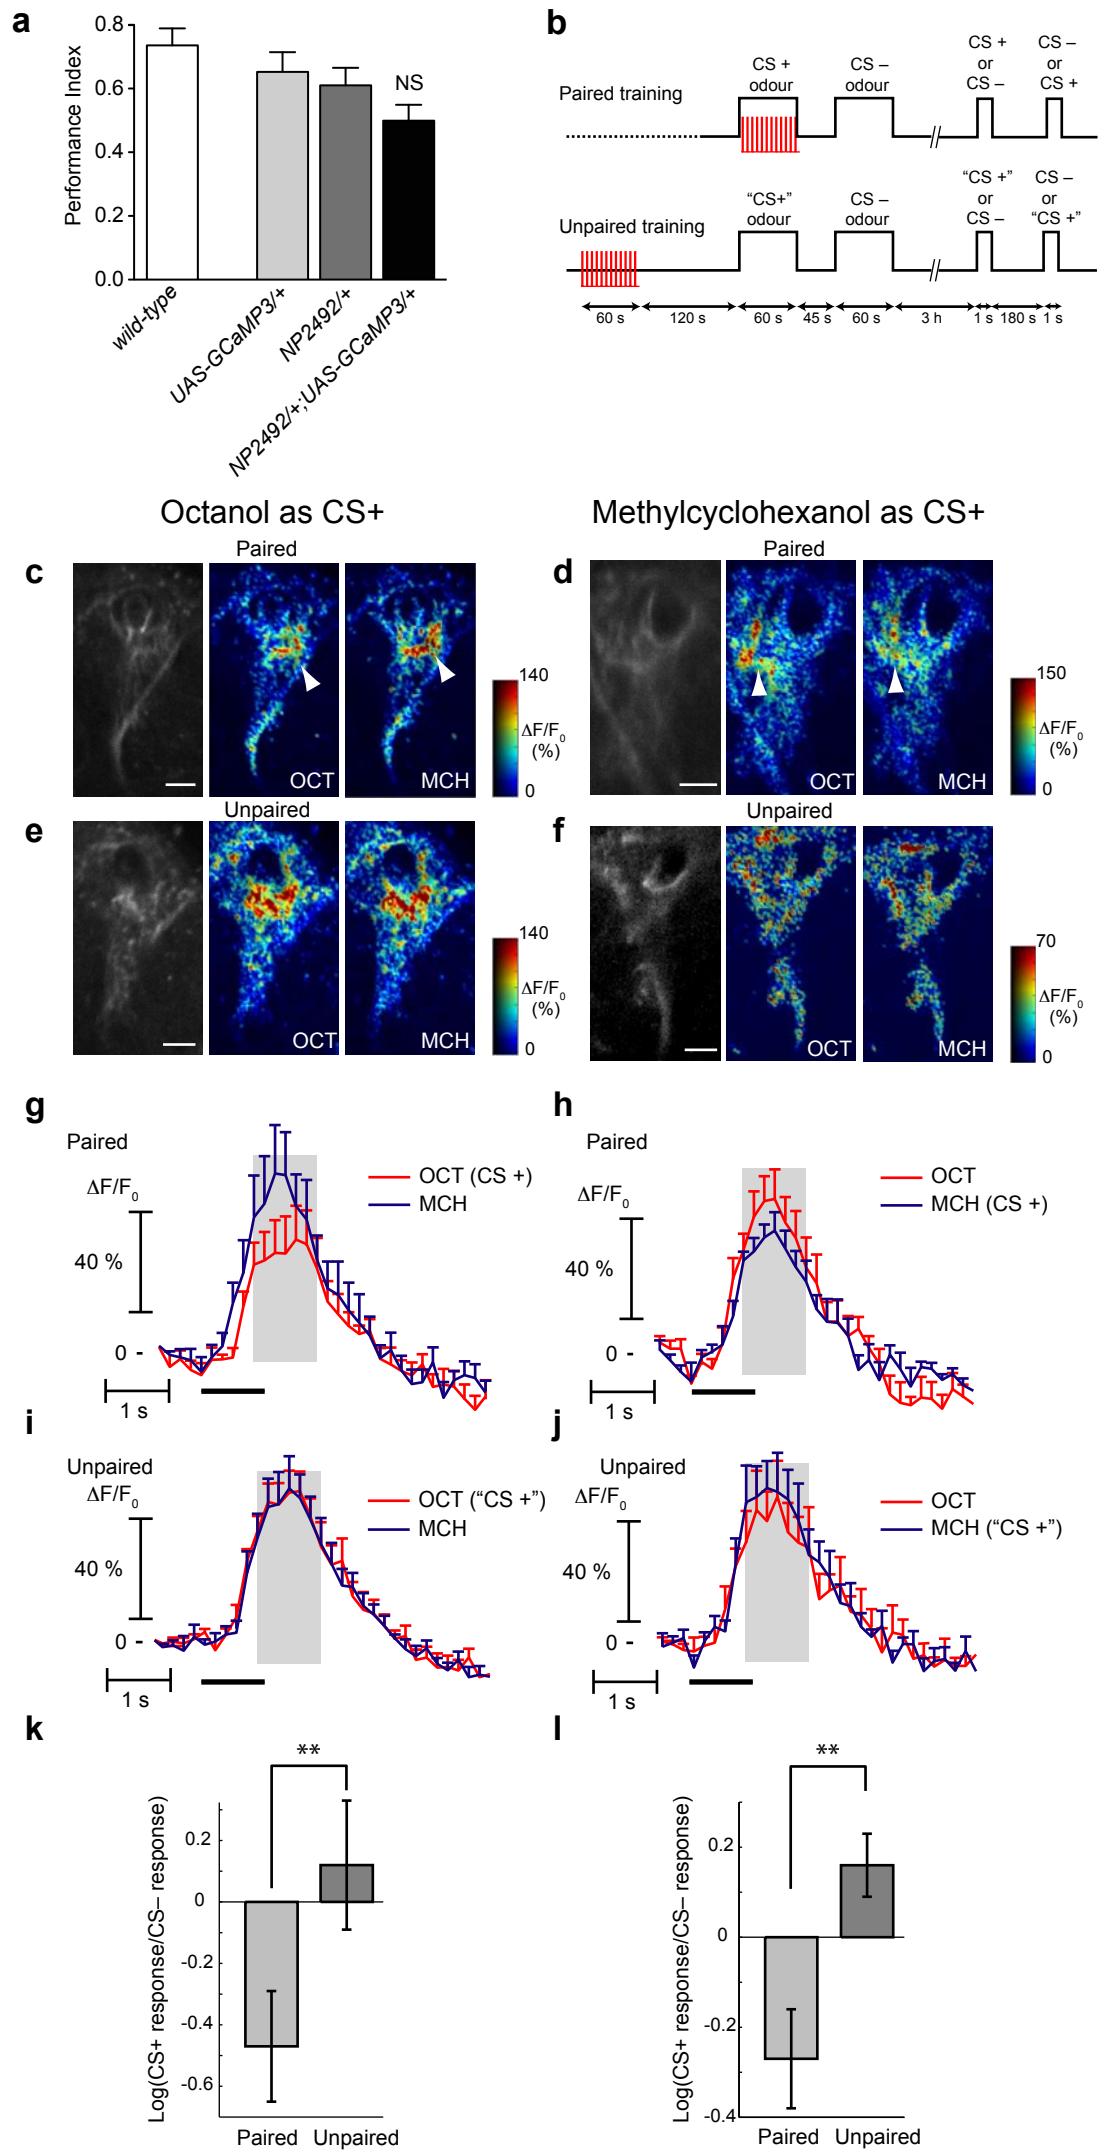 a
Performance Index
0.8
0.6
0.4
0.2
0.0
NS
wild-type
UAS-GCaMP3/+
NP2492/+
NP2492/+;UAS-GCaMP3/+
b
Paired training
CS +
odour
CS –
odour
CS +
or
CS –
CS –
or
CS +
Unpaired training
“CS+”
odour
CS –
odour
“CS +”
or
CS –
CS –
or
“CS +”
60 s
120 s
60 s
45 s
60 s
3 h
1 s
180 s
1 s
Octanol as CS+
Methylcyclohexanol as CS+
c
Paired
OCT
MCH
140
ΔF/F0
(%)
0
d
Paired
OCT
MCH
150
ΔF/F0
(%)
0
e
Unpaired
OCT
MCH
140
ΔF/F0
(%)
0
f
Unpaired
OCT
MCH
70
ΔF/F0
(%)
0
g
Paired
ΔF/F0
40 %
0 -
1 s
OCT (CS +)
MCH
h
Paired
ΔF/F0
40 %
0 -
1 s
OCT
MCH (CS +)
i
Unpaired
ΔF/F0
40 %
0 -
1 s
OCT (“CS +”)
MCH
j
Unpaired
ΔF/F0
40 %
0 -
1 s
OCT
MCH (“CS +”)
k
**
Log(CS+ response/CS– response)
0.2
0
-0.2
-0.4
-0.6
Paired
Unpaired
l
**
Log(CS+ response/CS– response)
0.2
0
-0.2
-0.4
Paired
Unpaired